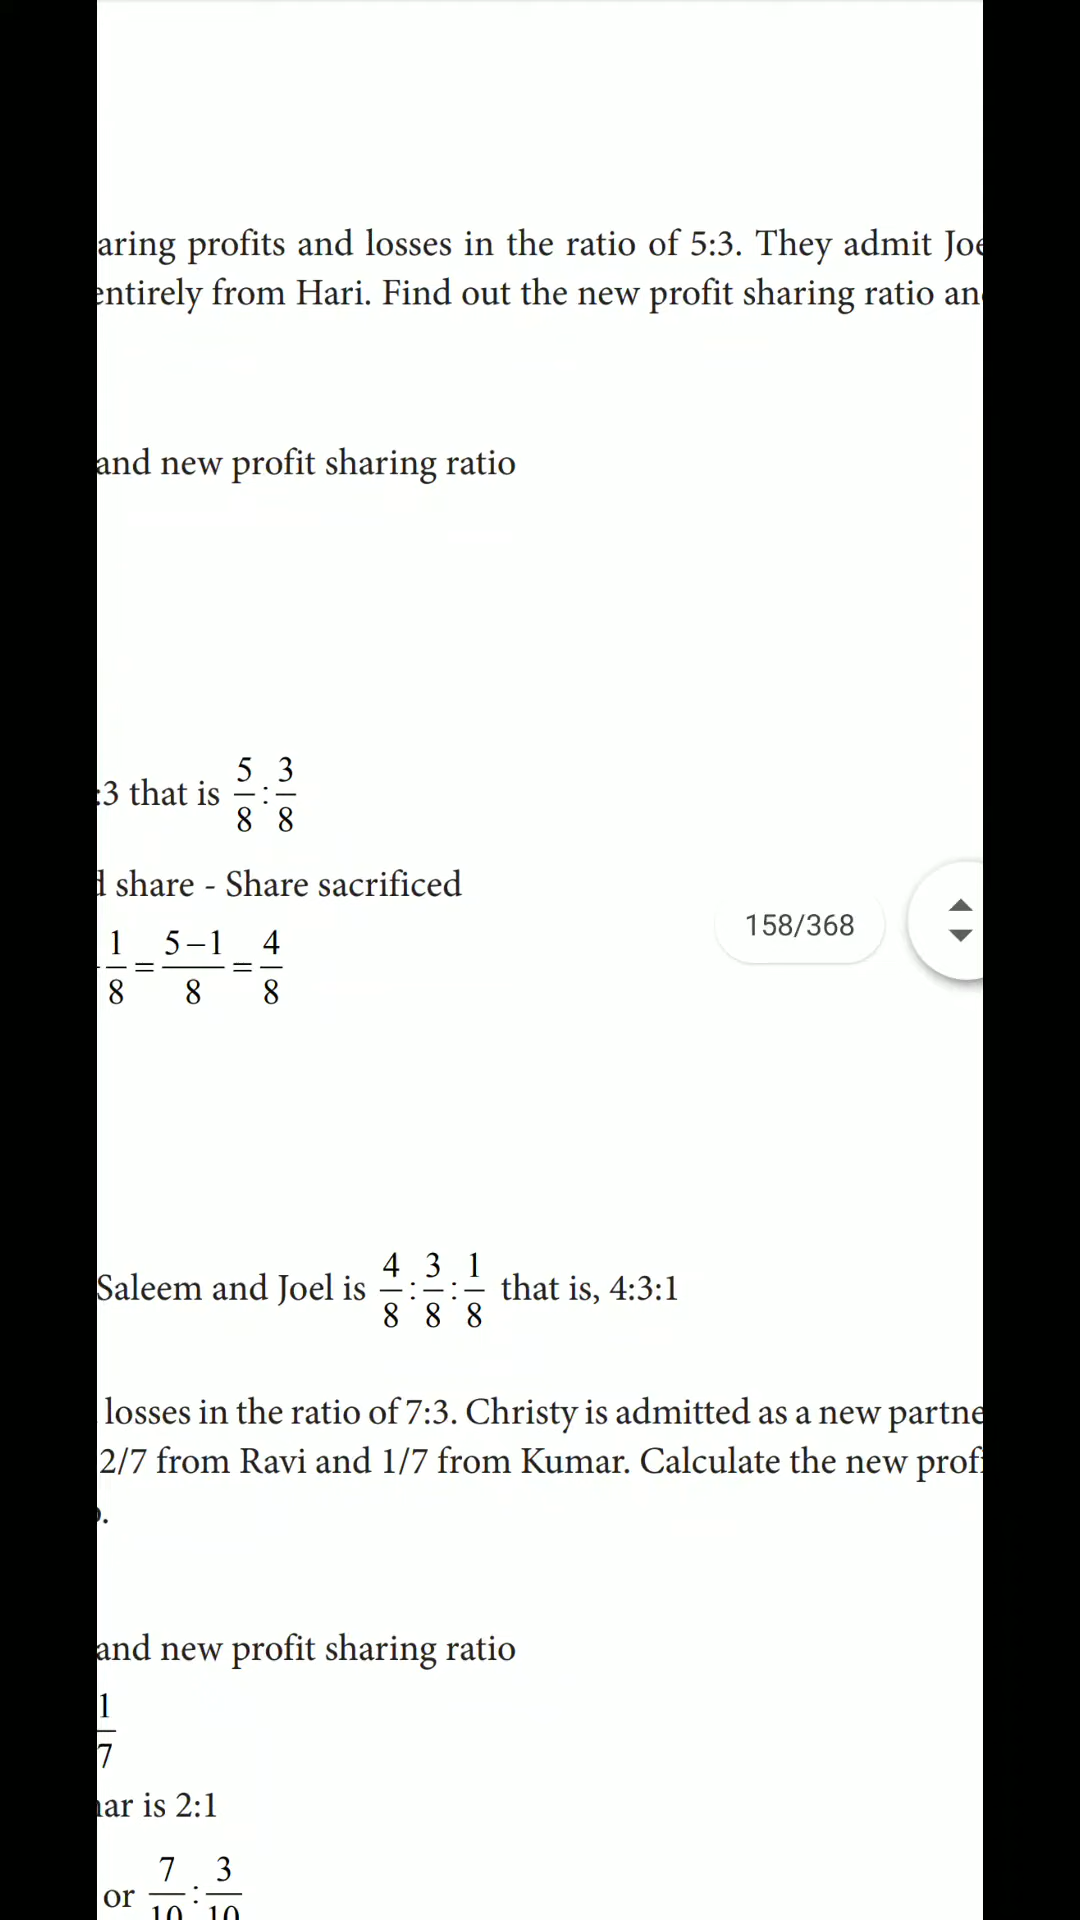 aring profits and losses in the ratio of 5:3. They admit Joe
entirely from Hari. Find out the new profit sharing ratio an
and new profit sharing ratio
:3 that is 5/8 : 3/8
d share - Share sacrificed
1/8 = 5–1/8 = 4/8
158/368
Saleem and Joel is 4/8 : 3/8 : 1/8 that is, 4:3:1
losses in the ratio of 7:3. Christy is admitted as a new partne
2/7 from Ravi and 1/7 from Kumar. Calculate the new profi
.
and new profit sharing ratio
1/7
ar is 2:1
or 7/10 : 3/10